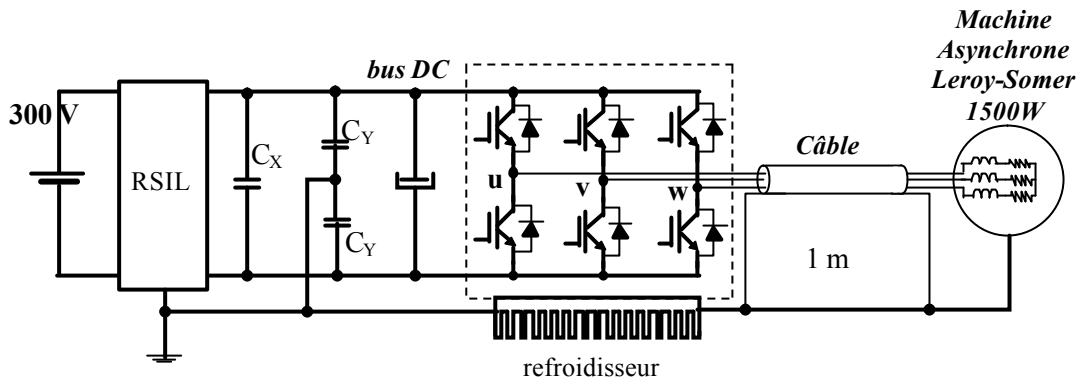 Machine
Asynchrone
Leroy-Somer
1500W
bus DC
300 V
RSIL
C_X
C_Y
C_Y
u
v
w
Câble
1 m
refroidisseur